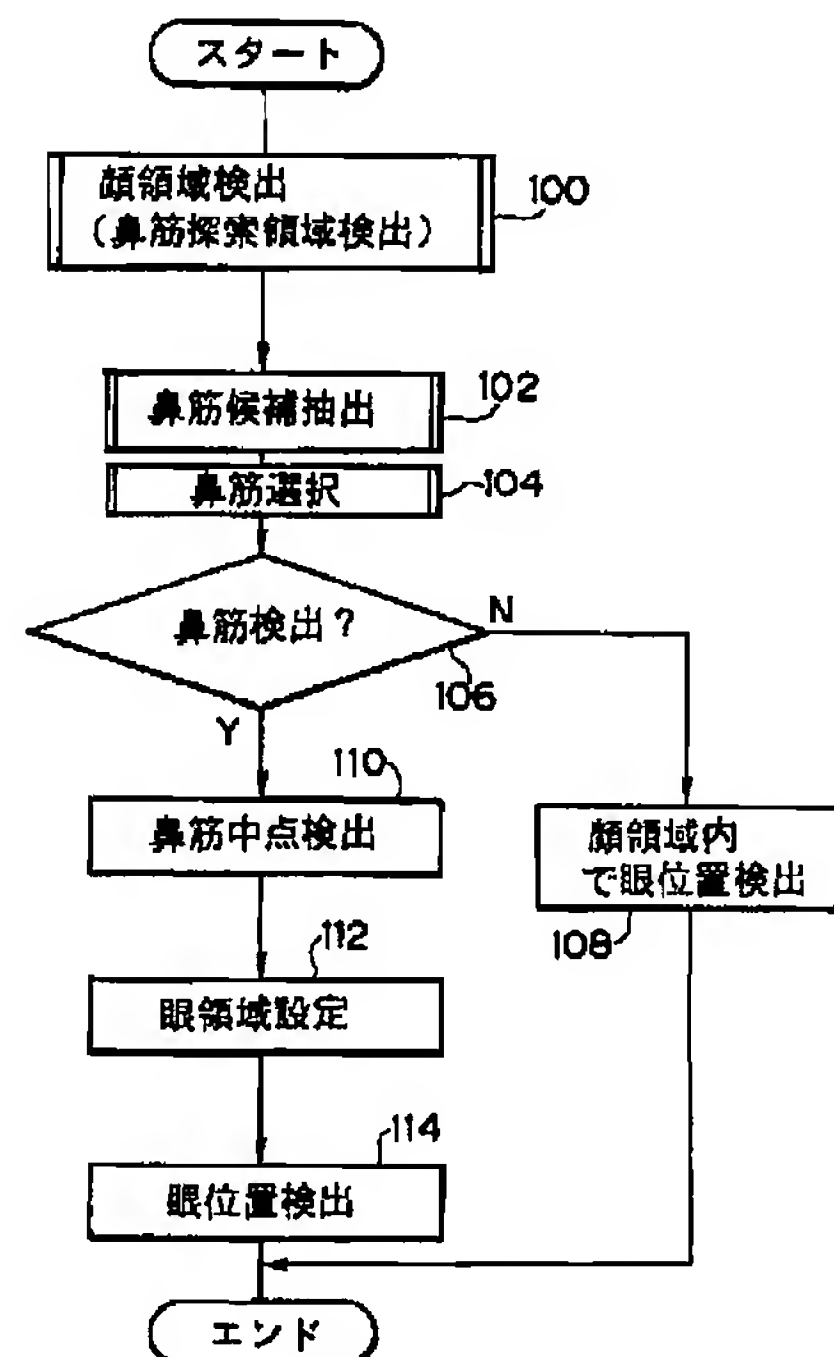 スタート
顔領域検出
(鼻筋探索領域検出)
100
鼻筋候補抽出
102
鼻筋選択
104
鼻筋検出?
N
106
Y
110
鼻筋中点検出
顔領域内
で眼位置検出
108
112
眼領域設定
114
眼位置検出
エンド